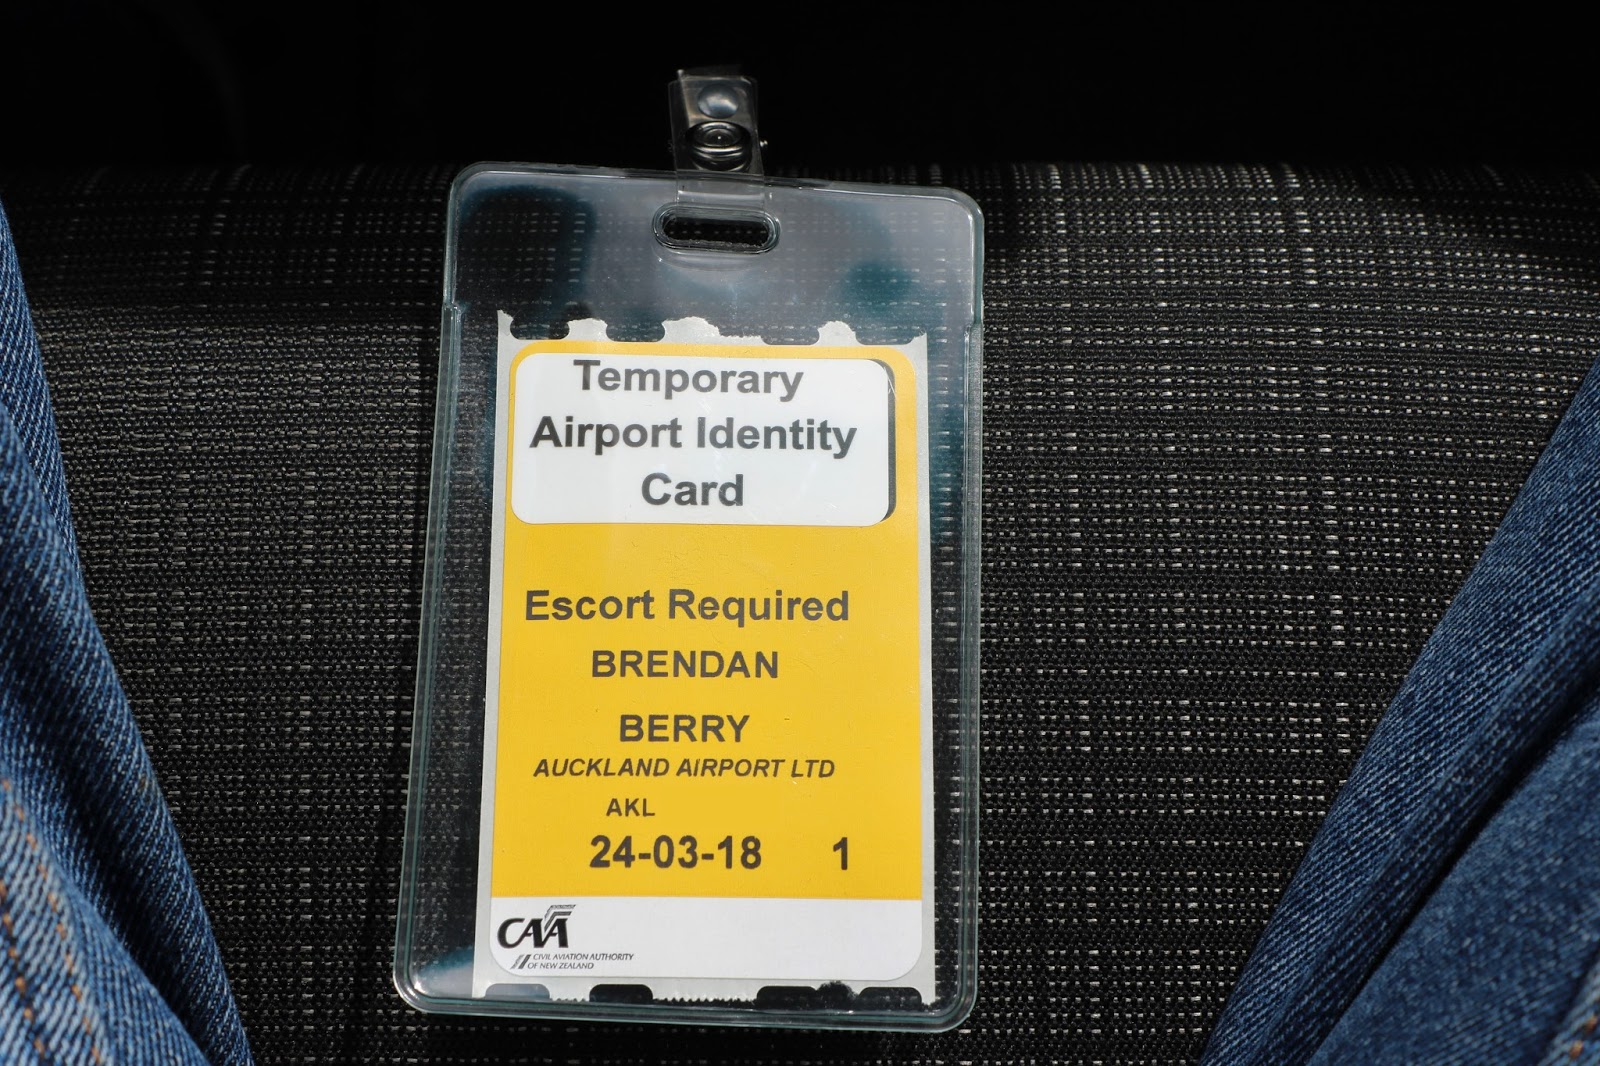 Temporary
Airport Identity
Card
Escort Required
BRENDAN
BERRY
AUCKLAND AIRPORT LTD
AKL
24-03-18 1
CAA
CIVIL AVIATION AUTHORITY
OF NEW ZEALAND